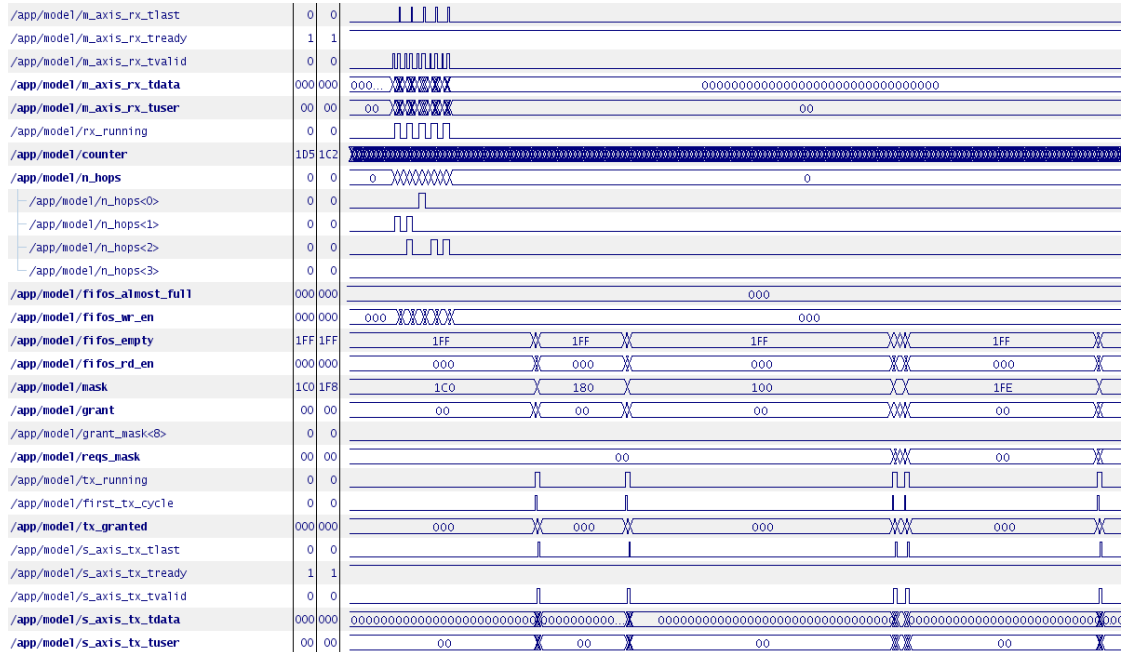 /app/model/m_axis_rx_tlast 0 0
/app/model/m_axis_rx_tready 1 1
/app/model/m_axis_rx_tvalid 0 0
/app/model/m_axis_rx_tdata 000 000 000... 00000000000000000000000000000000
/app/model/m_axis_rx_tuser 00 00 00 00
/app/model/rx_running 0 0
/app/model/counter 1D5 1C2
/app/model/n_hops 0 0 0 0
/app/model/n_hops<0> 0 0
/app/model/n_hops<1> 0 0
/app/model/n_hops<2> 0 0
/app/model/n_hops<3> 0 0
/app/model/fifos_almost_full 000 000 000
/app/model/fifos_wr_en 000 000 000 000
/app/model/fifos_empty 1FF 1FF 1FF 1FF 1FF 1FF
/app/model/fifos_rd_en 000 000 000 000 000 000
/app/model/mask 1C0 1F8 1C0 180 100 1FE
/app/model/grant 00 00 00 00 00 00
/app/model/grant_mask<8> 0 0
/app/model/reqs_mask 00 00 00 00
/app/model/tx_running 0 0
/app/model/first_tx_cycle 0 0
/app/model/tx_granted 000 000 000 000 000 000
/app/model/s_axis_tx_tlast 0 0
/app/model/s_axis_tx_tready 1 1
/app/model/s_axis_tx_tvalid 0 0
/app/model/s_axis_tx_tdata 000 000
/app/model/s_axis_tx_tuser 00 00 00 00 00 00